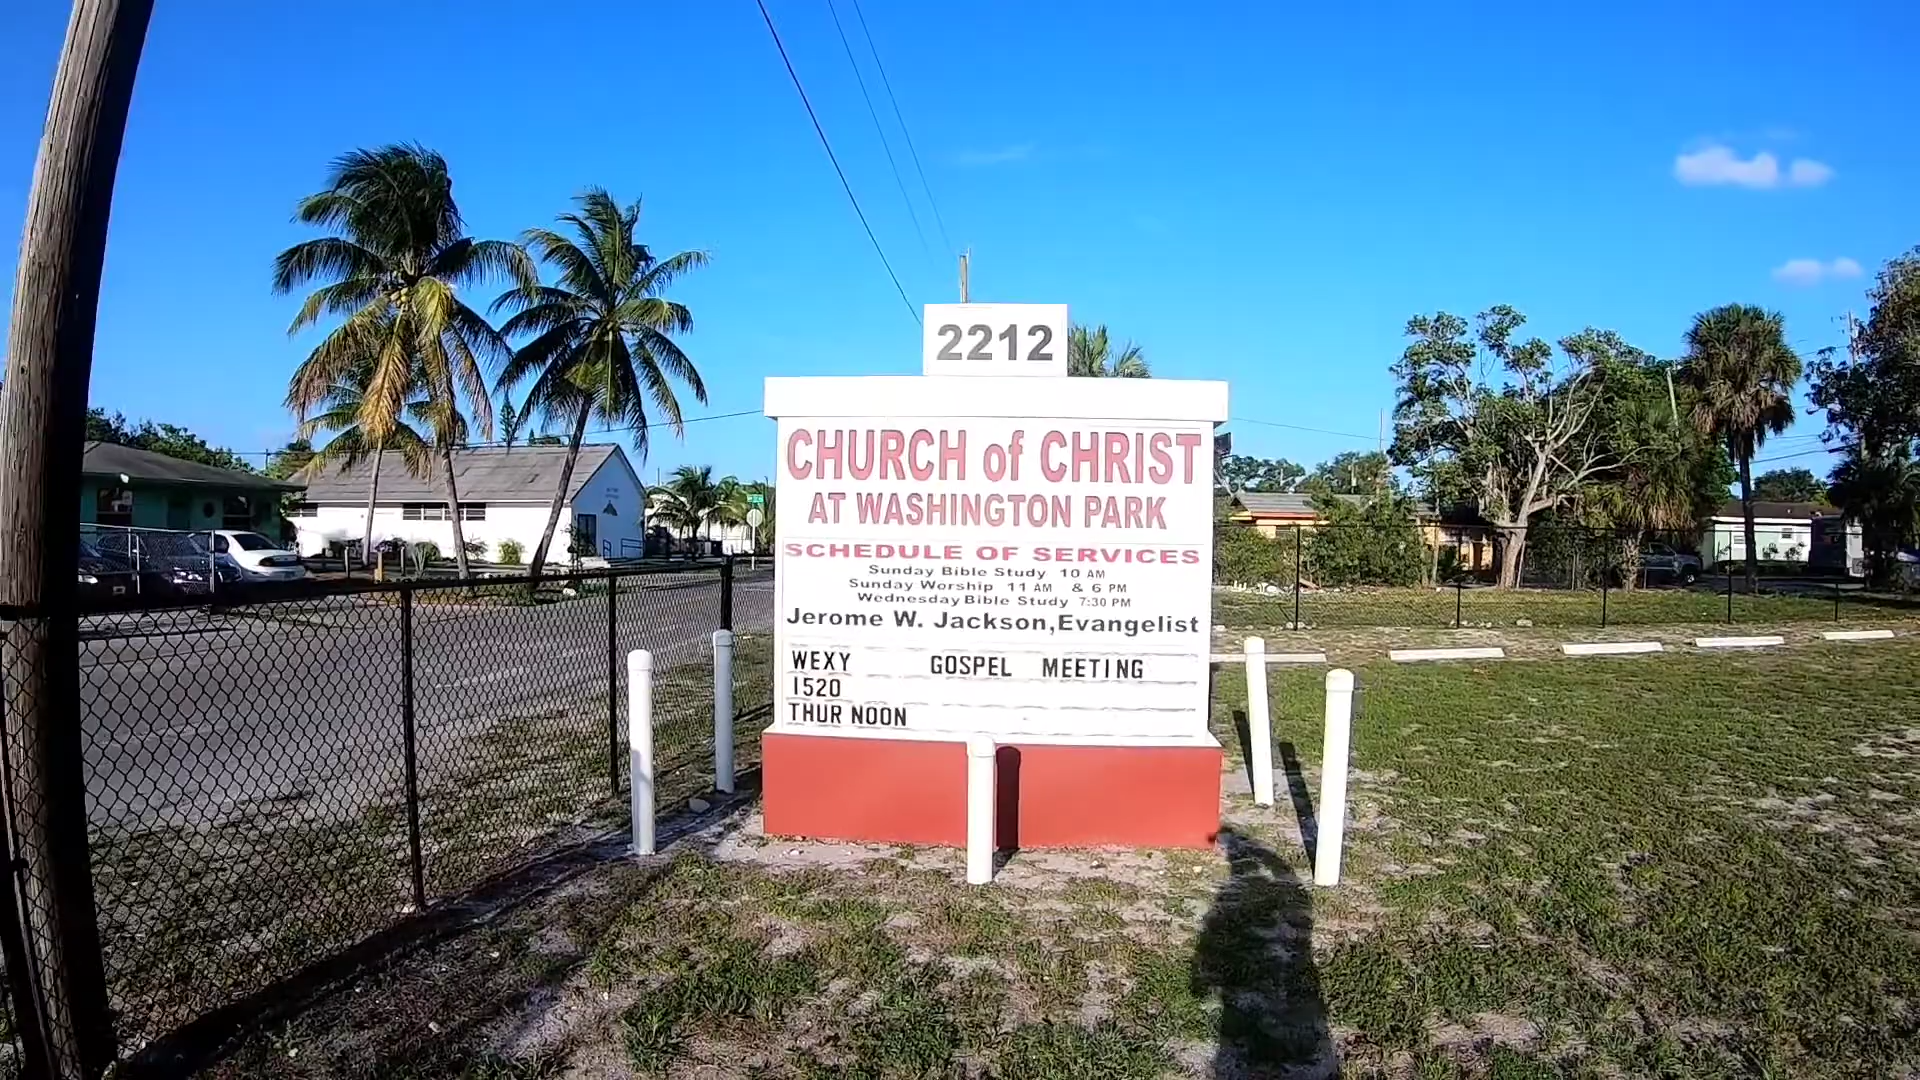 2212
CHURCH of CHRIST
AT WASHINGTON PARK
SCHEDULE OF SERVICES
Sunday Bible Study 10 AM
Sunday Worship 11 AM & 6 PM
Wednesday Bible Study 7:30 PM
Jerome W. Jackson, Evangelist
WEXY GOSPEL MEETING
1520
THUR NOON